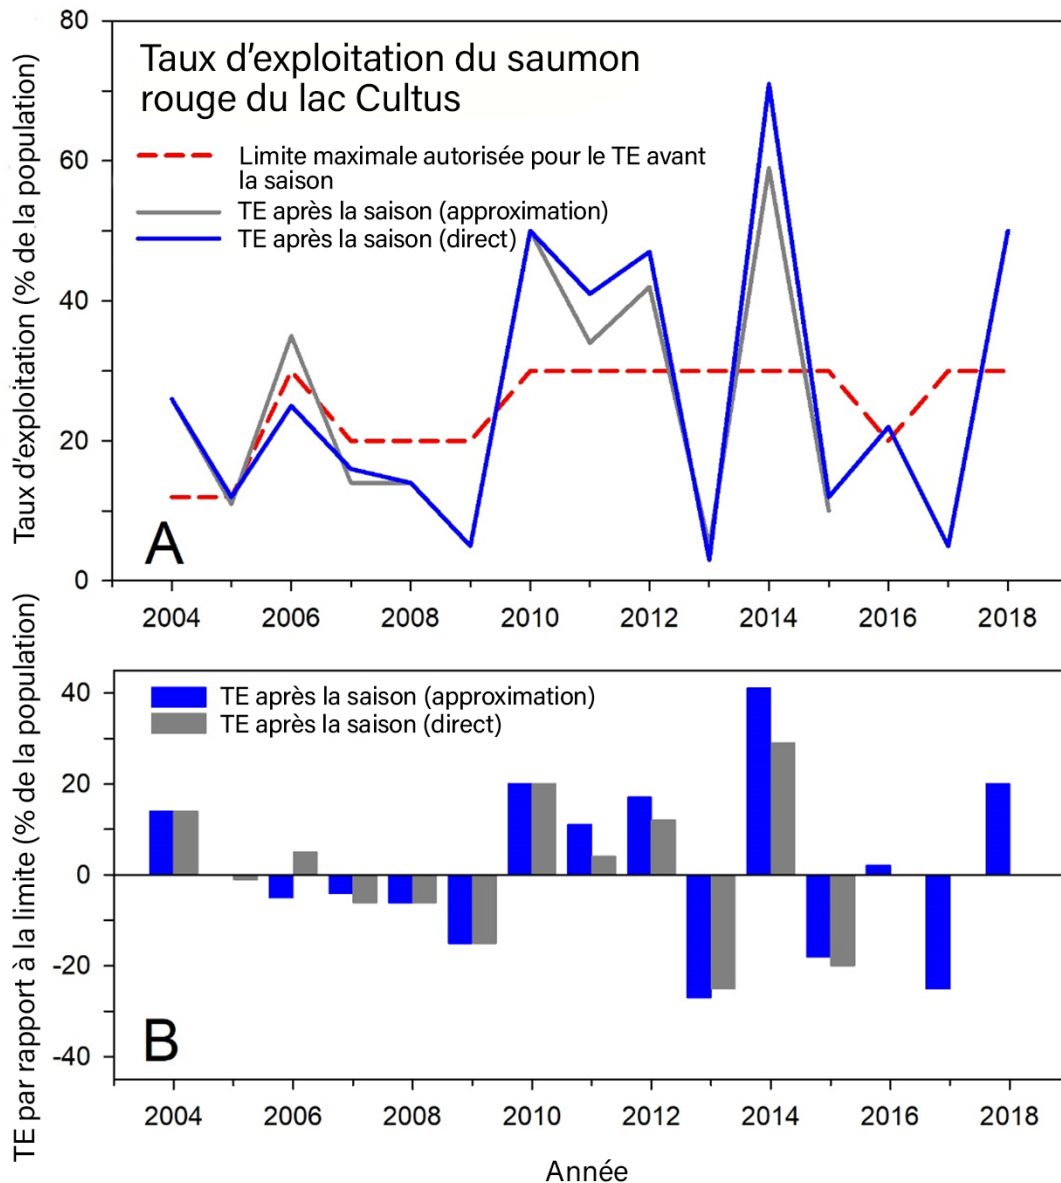 Taux d'exploitation du saumon
rouge du lac Cultus
Limite maximale autorisée pour le TE avant
la saison
TE après la saison (approximation)
TE après la saison (direct)
Taux d'exploitation (% de la population)
80
60
40
20
0
A
2004 2006 2008 2010 2012 2014 2016 2018
TE après la saison (approximation)
TE après la saison (direct)
TE par rapport à la limite (% de la population)
40
20
0
-20
-40
B
2004 2006 2008 2010 2012 2014 2016 2018
Année